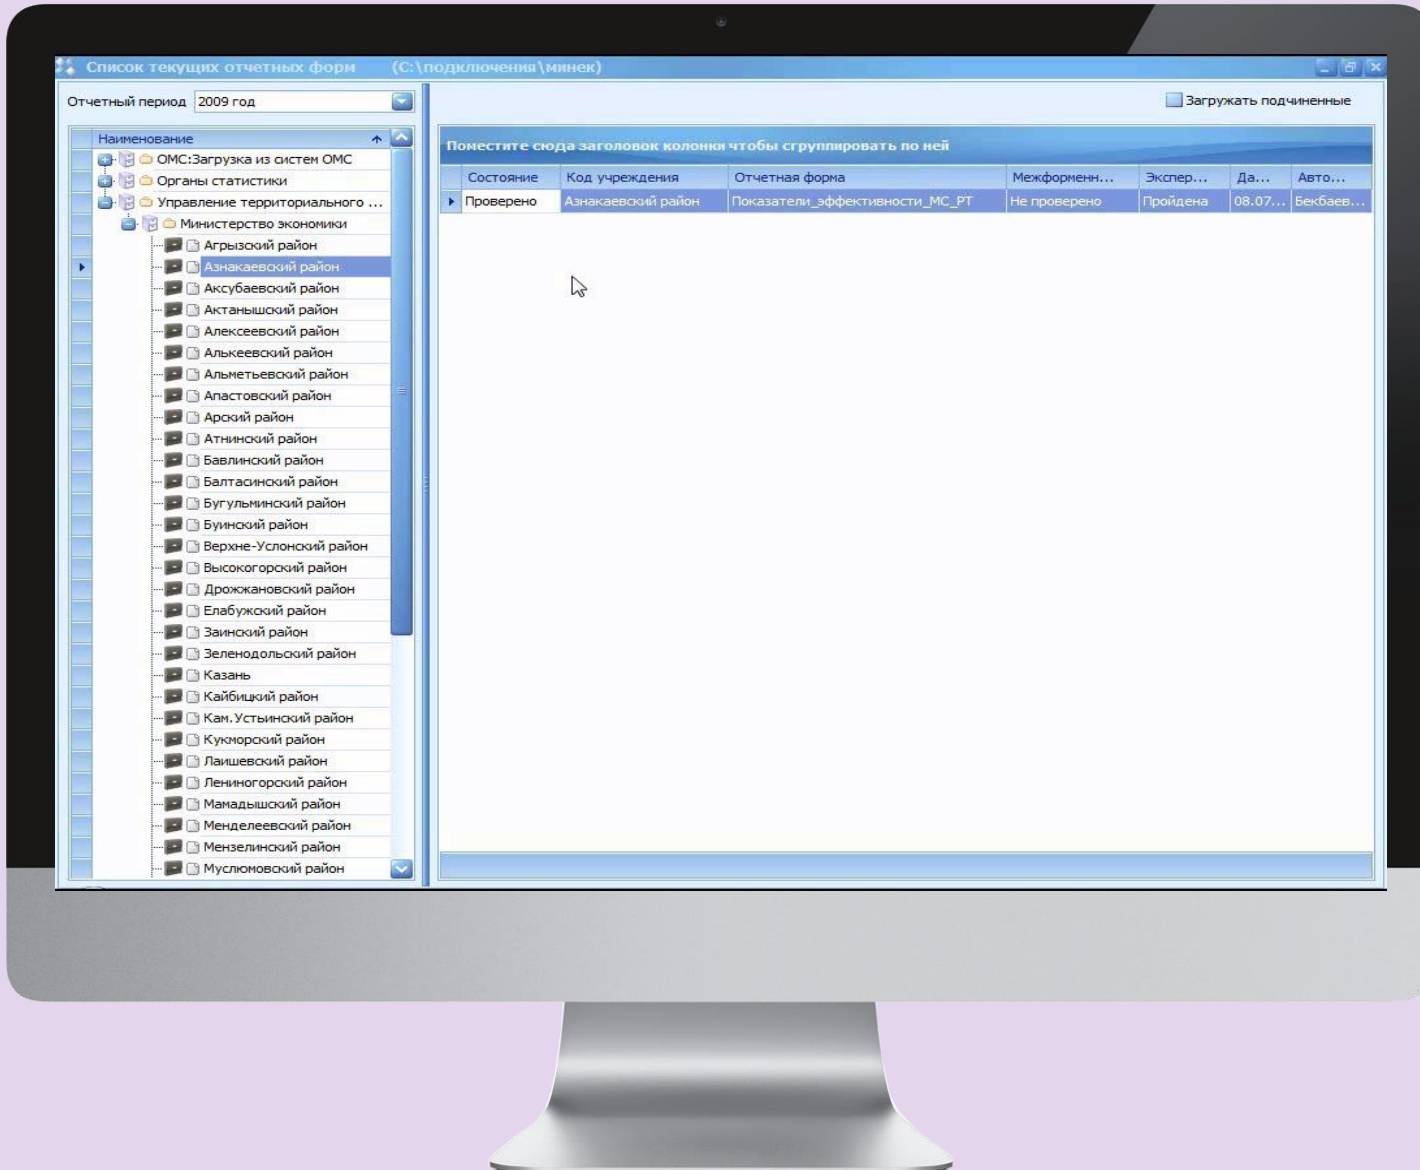 Список текущих отчетных форм (C:\подключения\минек)
Отчетный период 2009 год
Загружать подчиненные
Наименование
ОМС:Загрузка из систем ОМС
Органы статистики
Управление территориального ...
Министерство экономики
Агрызский район
Азнакаевский район
Аксубаевский район
Актанышский район
Алексеевский район
Алькеевский район
Альметьевский район
Апастовский район
Арский район
Атнинский район
Бавлинский район
Балтасинский район
Бугульминский район
Буинский район
Верхне-Услонский район
Высокогорский район
Дрожжановский район
Елабужский район
Заинский район
Зеленодольский район
Казань
Кайбицкий район
Кам.Устьинский район
Кукморский район
Лаишевский район
Лениногорский район
Мамадышский район
Менделеевский район
Мензелинский район
Муслюмовский район
Поместите сюда заголовок колонки чтобы сгруппировать по ней
Состояние Код учреждения Отчетная форма Межформенн... Экспер... Да... Авто...
Проверено Азнакаевский район Показатели_эффективности_МС_РТ Не проверено Пройдена 08.07... Бекбаев...